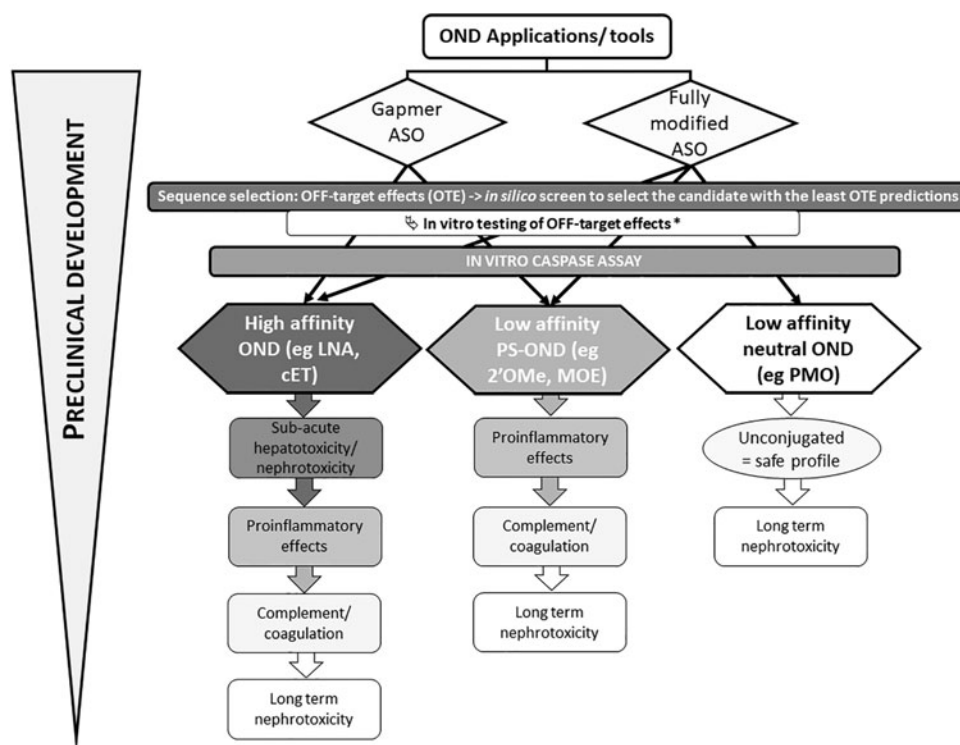 OND Applications/ tools
Gapmer
ASO
Fully
modified
ASO
Sequence selection: OFF-target effects (OTE) -> in silico screen to select the candidate with the least OTE predictions
In vitro testing of OFF-target effects *
IN VITRO CASPASE ASSAY
PRECLINICAL DEVELOPMENT
High affinity
OND (eg LNA,
cET)
Low affinity
PS-OND (eg
2'OMe, MOE)
Low affinity
neutral OND
(eg PMO)
Sub-acute
hepatotoxicity/
nephrotoxicity
Proinflammatory
effects
Complement/
coagulation
Long term
nephrotoxicity
Proinflammatory
effects
Complement/
coagulation
Long term
nephrotoxicity
Unconjugated
= safe profile
Long term
nephrotoxicity